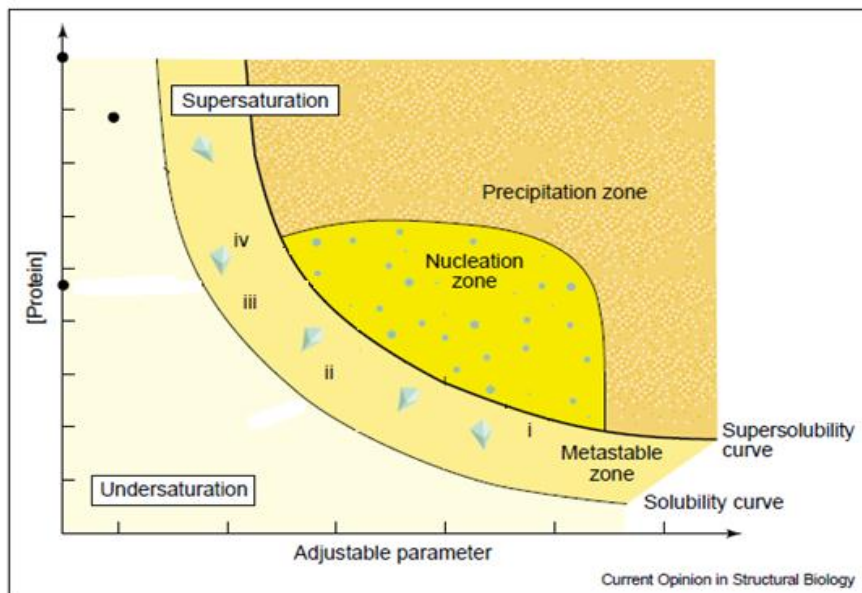 Supersaturation
Precipitation zone
iv
Nucleation
zone
[Protein]
iii
ii
i
Supersolubility
curve
Metastable
zone
Undersaturation
Solubility curve
Adjustable parameter
Current Opinion in Structural Biology